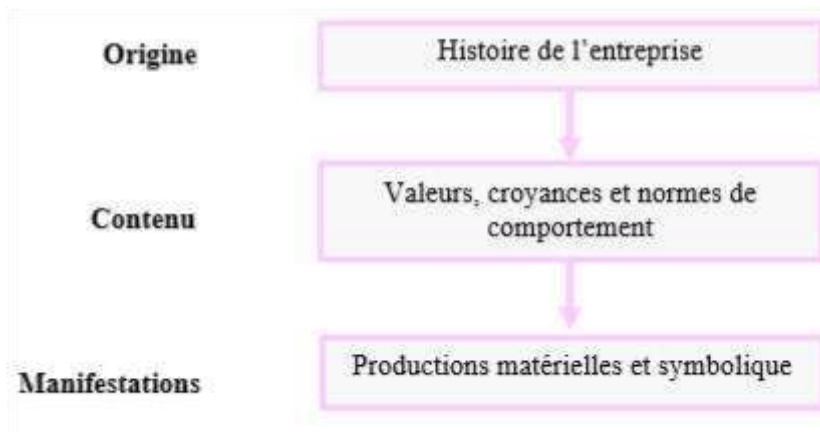 Origine
Histoire de l’entreprise
Contenu
Valeurs, croyances et normes de
comportement
Manifestations
Productions matérielles et symbolique